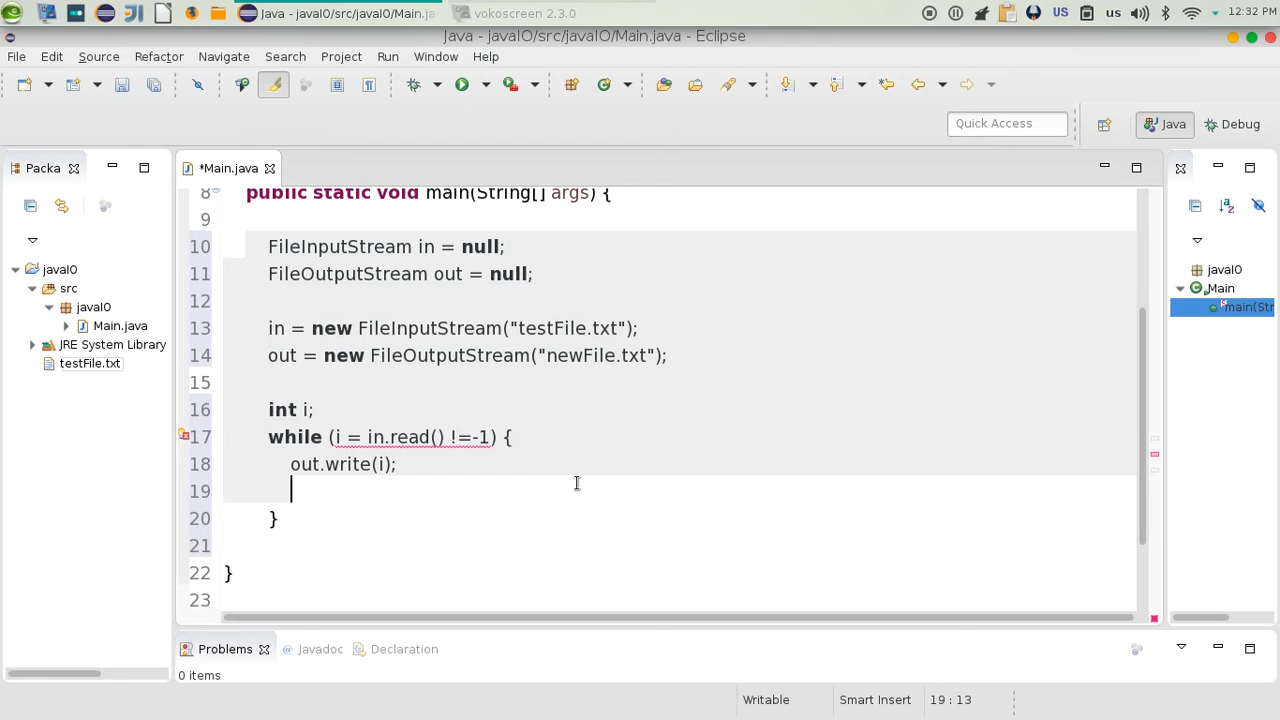 Java - javaIO/src/javaIO/Main.ja
vokoscreen 2.3.0
US
us
12:32 PM
Java - javaIO/src/javaIO/Main.java - Eclipse
File Edit Source Refactor Navigate Search Project Run Window Help
Quick Access
Java
Debug
Packa
*Main.java
javaIO
src
javaIO
Main.java
JRE System Library
testFile.txt
8 public static void main(String[] args) {
9
10 FileInputStream in = null;
11 FileOutputStream out = null;
12
13 in = new FileInputStream("testFile.txt");
14 out = new FileOutputStream("newFile.txt");
15
16 int i;
17 while (i = in.read() !=-1) {
18 out.write(i);
19
20 }
21
22 }
23
javaIO
Main
main(Str
Problems
Javadoc
Declaration
0 items
Writable
Smart Insert
19 : 13